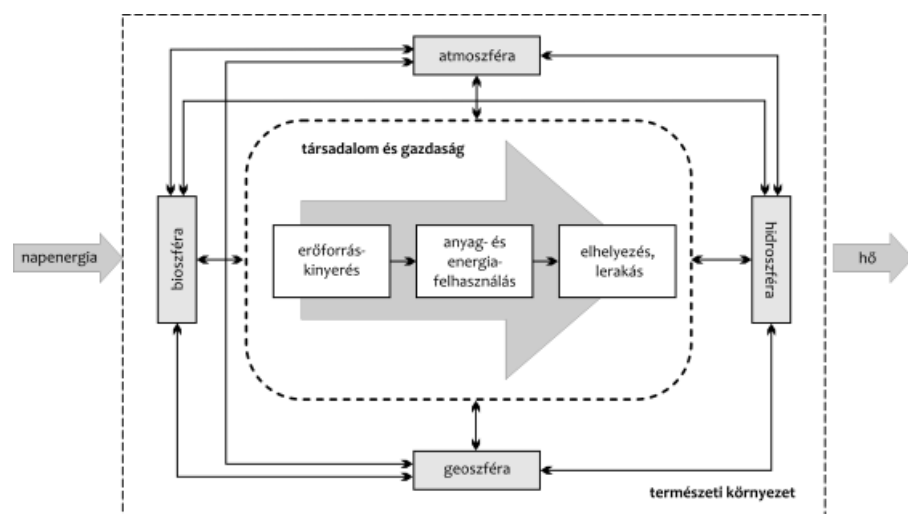 atmoszféra
társadalom és gazdaság
napenergia
bioszféra
erőforrás-
kinyerés
anyag- és
energia-
felhasználás
elhelyezés,
lerakás
hidroszféra
hő
geoszféra
természeti környezet